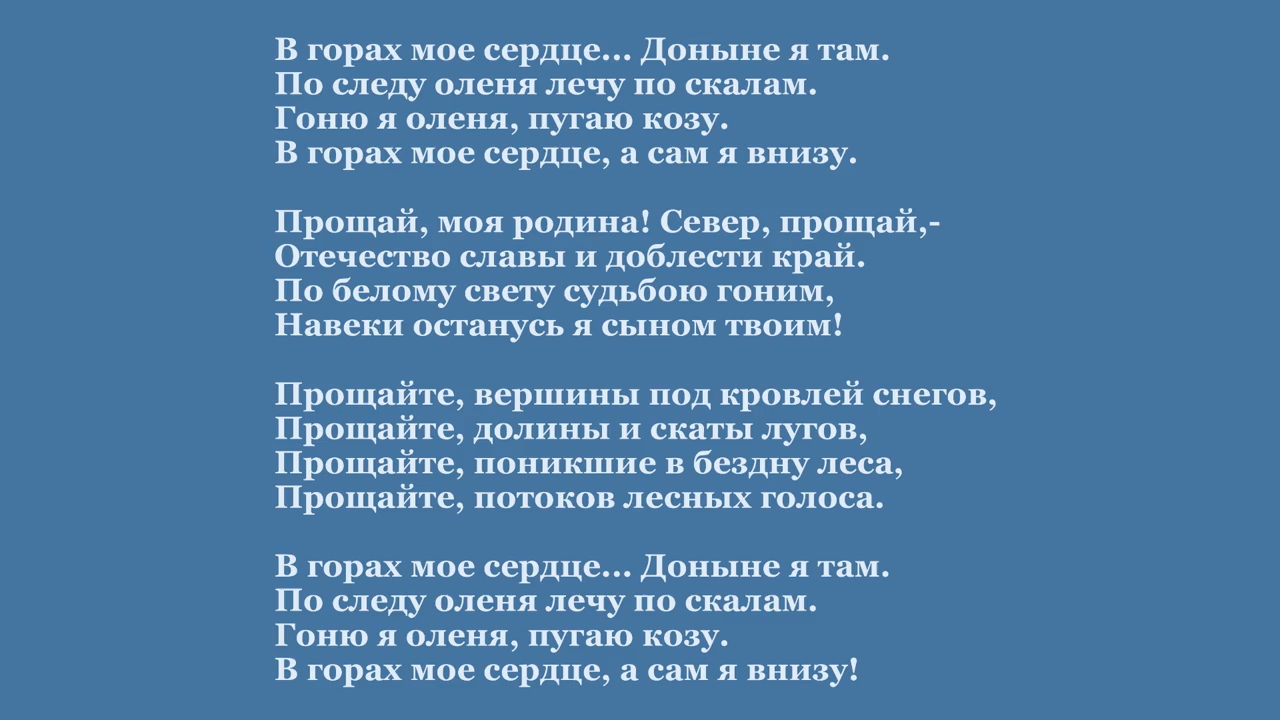 В горах мое сердце... Доныне я там.
По следу оленя лечу по скалам.
Гоню я оленя, пугаю козу.
В горах мое сердце, а сам я внизу.

Прощай, моя родина! Север, прощай,-
Отечество славы и доблести край.
По белому свету судьбою гоним,
Навеки останусь я сыном твоим!

Прощайте, вершины под кровлей снегов,
Прощайте, долины и скаты лугов,
Прощайте, поникшие в бездну леса,
Прощайте, потоков лесных голоса.

В горах мое сердце... Доныне я там.
По следу оленя лечу по скалам.
Гоню я оленя, пугаю козу.
В горах мое сердце, а сам я внизу!